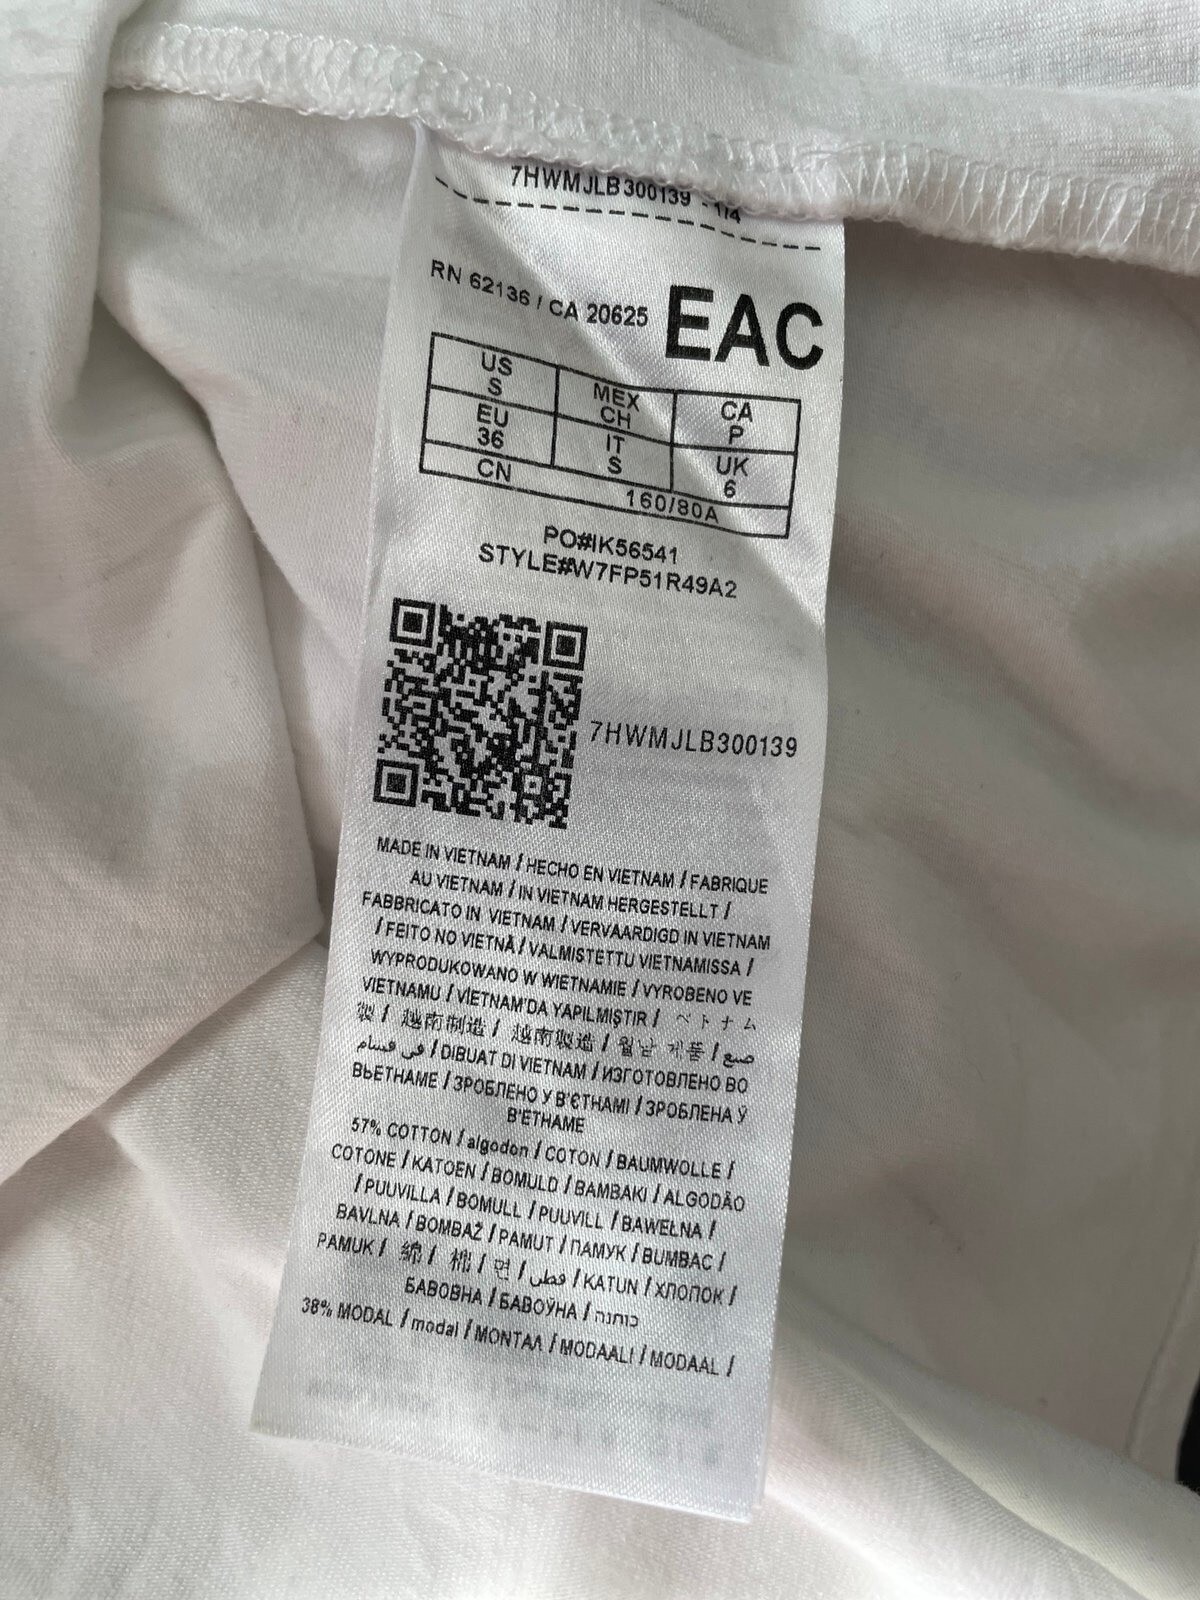 7HWMJLB300139 - 1/4
RN 62136 / CA 20625 EAC
US MEX CA
S CH P
EU IT UK
36 S 6
CN 160/80A
PO#IK56541
STYLE#W7FP51R49A2
7HWMJLB300139
MADE IN VIETNAM / HECHO EN VIETNAM / FABRIQUE
AU VIETNAM / IN VIETNAM HERGESTELLT /
FABBRICATO IN VIETNAM / VERVAARDIGD IN VIETNAM
/ FEITO NO VIETNÃ / VALMISTETTU VIETNAMISSA /
WYPRODUKOWANO W WIETNAMIE / VYROBENO VE
VIETNAMU / VİETNAM'DA YAPILMIŞTIR / ベトナム
製 / 越南制造 / 越南製造 / 월남 제품 / صنع
في فيتنام / DIBUAT DI VIETNAM / ИЗГОТОВЛЕНО ВО
ВЬЕТНАМЕ / ЗРОБЛЕНО У В'ЄТНАМІ / ЗРОБЛЕНА Ў
В'ЕТНАМЕ
57% COTTON / algodon / COTON / BAUMWOLLE /
COTONE / KATOEN / BOMULD / BAMBAKI / ALGODÃO
/ PUUVILLA / BOMULL / PUUVILL / BAWEŁNA /
BAVLNA / BOMBAŽ / PAMUT / ПАМУК / BUMBAC /
PAMUK / 綿 / 棉 / 면 / قطن / KATUN / ХЛОПОК /
БАВОВНА / БАВОЎНА / כותנה
38% MODAL / modal / ΜΟΝΤΑΛ / MODAALI / MODAAL /